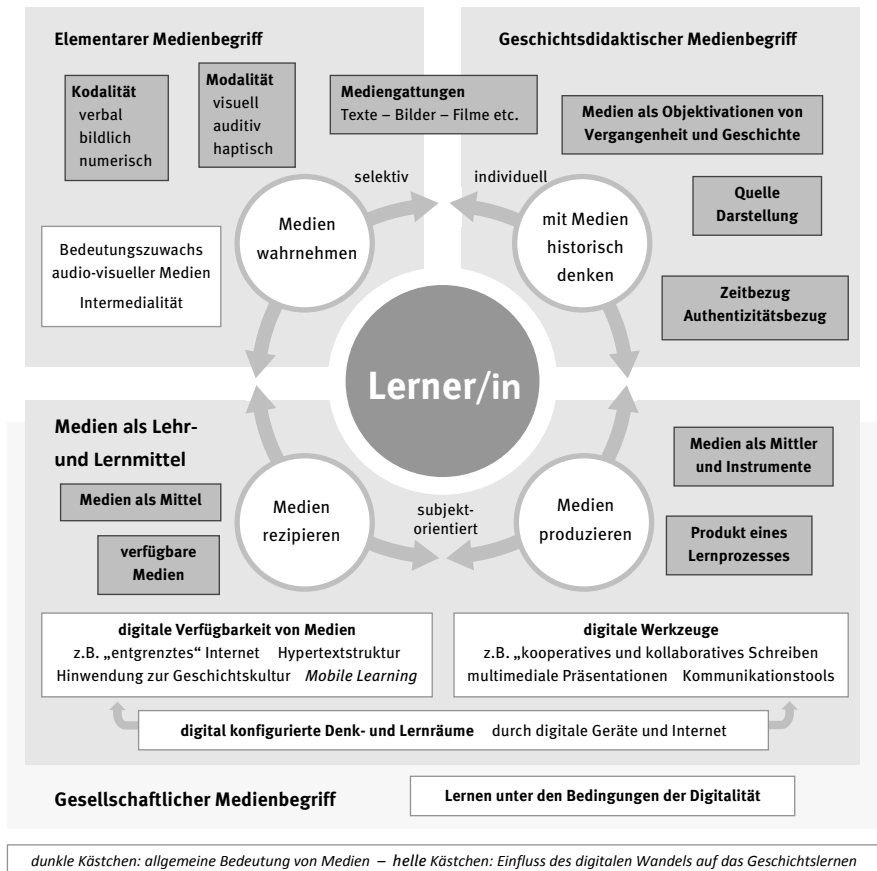 Elementarer Medienbegriff
Kodalität
verbal
bildlich
numerisch
Modalität
visuell
auditiv
haptisch
Mediengattungen
Texte – Bilder – Filme etc.
Geschichtsdidaktischer Medienbegriff
Medien als Objektivationen von
Vergangenheit und Geschichte
selektiv
individuell
Quelle
Darstellung
Medien
wahrnehmen
mit Medien
historisch
denken
Bedeutungszuwachs
audio-visueller Medien
Intermedialität
Zeitbezug
Authentizitätsbezug
Lerner/in
Medien als Lehr-
und Lernmittel
Medien als Mittel
verfügbare
Medien
Medien
rezipieren
subjekt-
orientiert
Medien
produzieren
Medien als Mittler
und Instrumente
Produkt eines
Lernprozesses
digitale Verfügbarkeit von Medien
z.B. „entgrenztes“ Internet Hypertextstruktur
Hinwendung zur Geschichtskultur Mobile Learning
digitale Werkzeuge
z.B. „kooperatives und kollaboratives Schreiben
multimediale Präsentationen Kommunikationstools
digital konfigurierte Denk- und Lernräume durch digitale Geräte und Internet
Gesellschaftlicher Medienbegriff
Lernen unter den Bedingungen der Digitalität
dunkle Kästchen: allgemeine Bedeutung von Medien – helle Kästchen: Einfluss des digitalen Wandels auf das Geschichtslernen